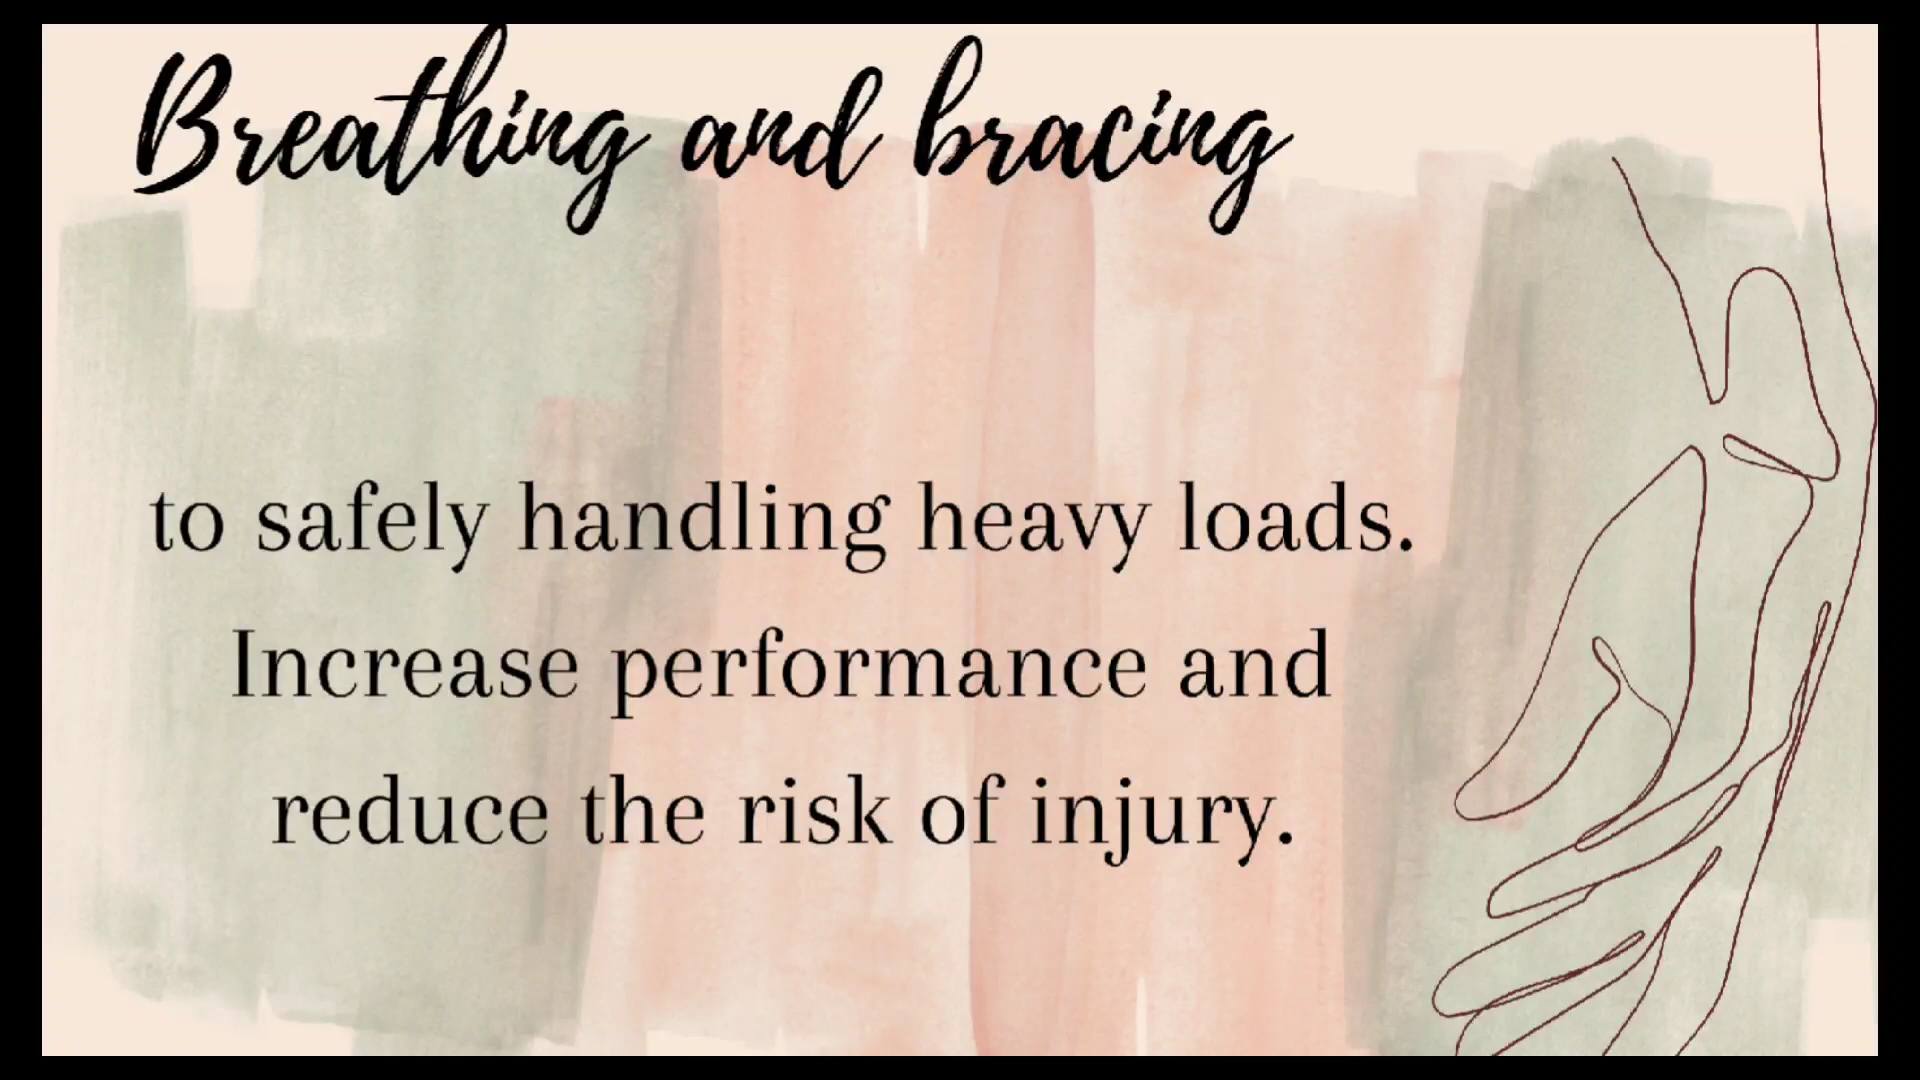 Breathing and bracing
to safely handling heavy loads.
Increase performance and
reduce the risk of injury.